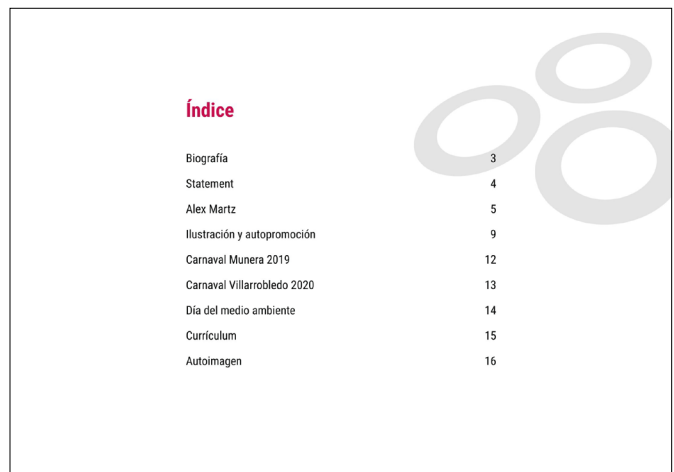 Índice
Biografía 3
Statement 4
Alex Martz 5
Ilustración y autopromoción 9
Carnaval Munera 2019 12
Carnaval Villarrobledo 2020 13
Día del medio ambiente 14
Currículum 15
Autoimagen 16